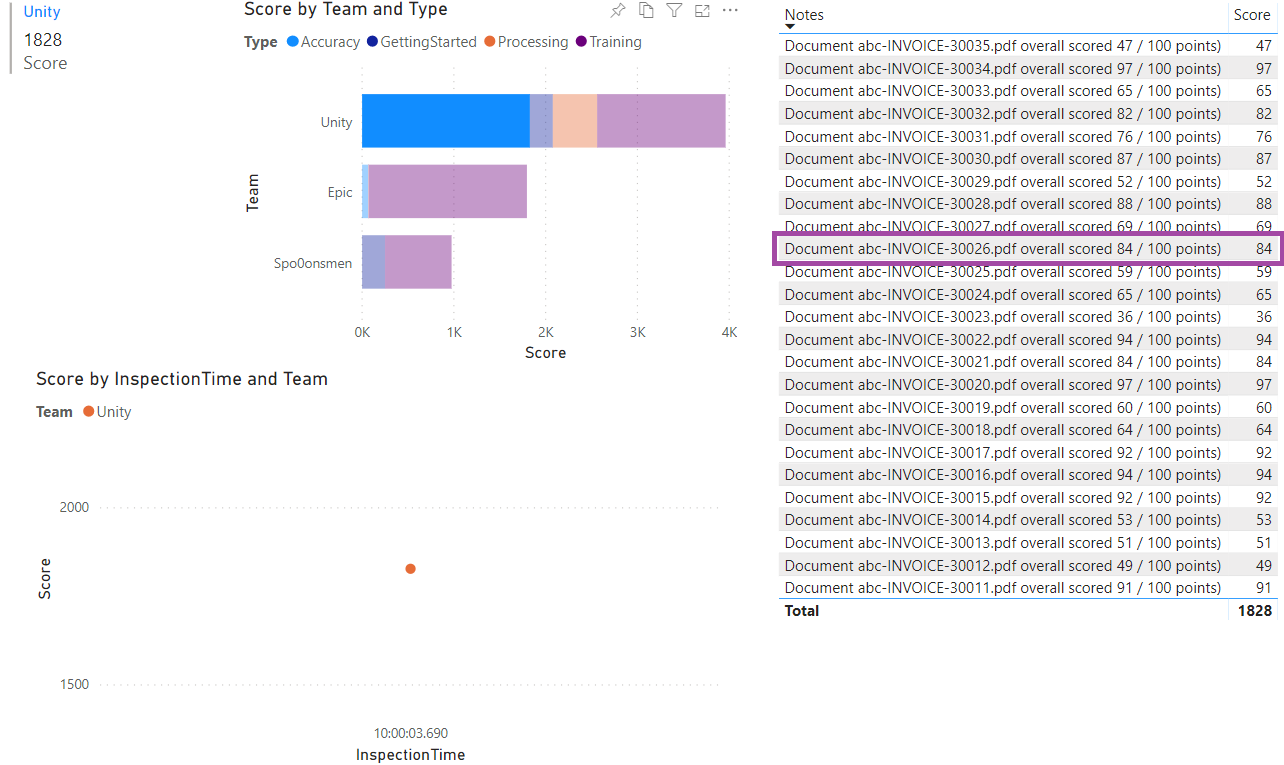 Unity
1828
Score
Score by Team and Type
Type Accuracy GettingStarted Processing Training
Team
Unity
Epic
Spo0onsmen
0K 1K 2K 3K 4K
Score
Score by InspectionTime and Team
Team Unity
Score
2000
1500
10:00:03.690
InspectionTime
Notes Score
Document abc-INVOICE-30035.pdf overall scored 47 / 100 points) 47
Document abc-INVOICE-30034.pdf overall scored 97 / 100 points) 97
Document abc-INVOICE-30033.pdf overall scored 65 / 100 points) 65
Document abc-INVOICE-30032.pdf overall scored 82 / 100 points) 82
Document abc-INVOICE-30031.pdf overall scored 76 / 100 points) 76
Document abc-INVOICE-30030.pdf overall scored 87 / 100 points) 87
Document abc-INVOICE-30029.pdf overall scored 52 / 100 points) 52
Document abc-INVOICE-30028.pdf overall scored 88 / 100 points) 88
Document abc-INVOICE-30027.pdf overall scored 69 / 100 points) 69
Document abc-INVOICE-30026.pdf overall scored 84 / 100 points) 84
Document abc-INVOICE-30025.pdf overall scored 59 / 100 points) 59
Document abc-INVOICE-30024.pdf overall scored 65 / 100 points) 65
Document abc-INVOICE-30023.pdf overall scored 36 / 100 points) 36
Document abc-INVOICE-30022.pdf overall scored 94 / 100 points) 94
Document abc-INVOICE-30021.pdf overall scored 84 / 100 points) 84
Document abc-INVOICE-30020.pdf overall scored 97 / 100 points) 97
Document abc-INVOICE-30019.pdf overall scored 60 / 100 points) 60
Document abc-INVOICE-30018.pdf overall scored 64 / 100 points) 64
Document abc-INVOICE-30017.pdf overall scored 92 / 100 points) 92
Document abc-INVOICE-30016.pdf overall scored 94 / 100 points) 94
Document abc-INVOICE-30015.pdf overall scored 92 / 100 points) 92
Document abc-INVOICE-30014.pdf overall scored 53 / 100 points) 53
Document abc-INVOICE-30013.pdf overall scored 51 / 100 points) 51
Document abc-INVOICE-30012.pdf overall scored 49 / 100 points) 49
Document abc-INVOICE-30011.pdf overall scored 91 / 100 points) 91
Total 1828